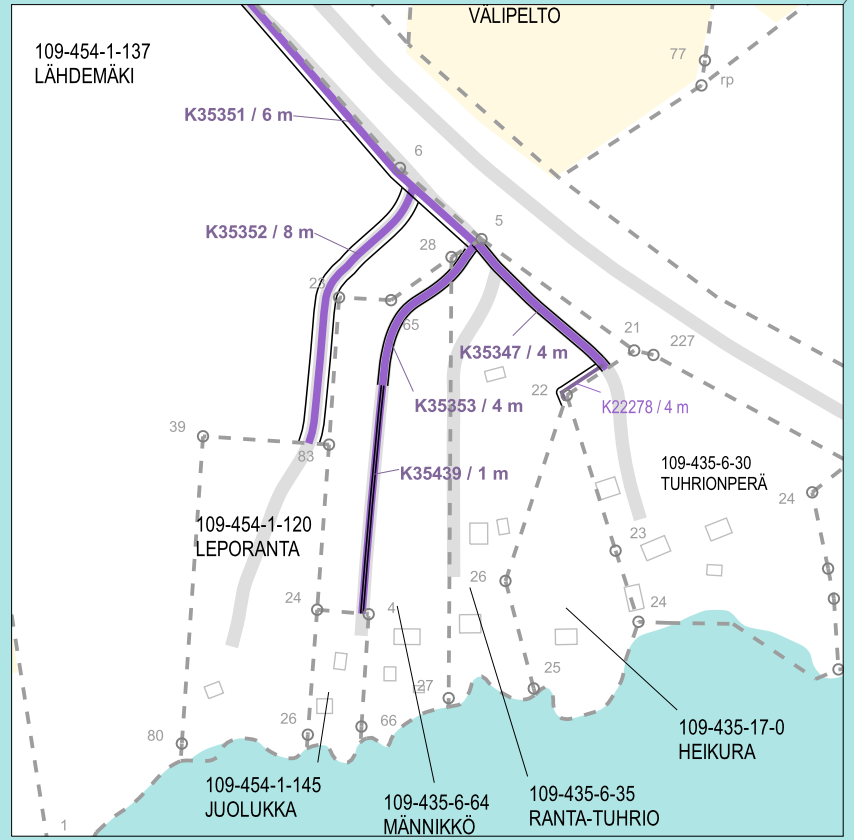 VÄLIPELTO
109-454-1-137
LÄHDEMÄKI
77
rp
K35351 / 6 m
6
5
K35352 / 8 m
28
23
65
21
227
K35347 / 4 m
22
K35353 / 4 m
K22278 / 4 m
39
83
K35439 / 1 m
109-435-6-30
TUHRIONPERÄ
24
109-454-1-120
LEPORANTA
23
26
24
4
24
27
25
80
26
66
109-435-17-0
HEIKURA
109-454-1-145
JUOLUKKA
109-435-6-64
MÄNNIKKÖ
109-435-6-35
RANTA-TUHRIO
1